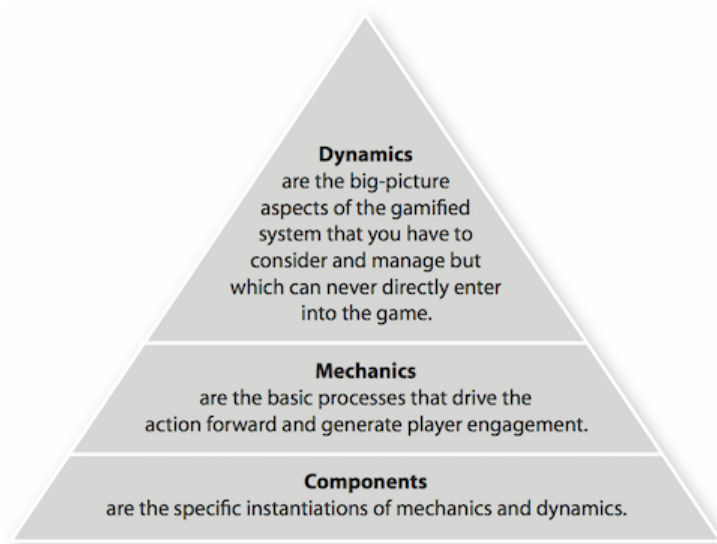 Dynamics
are the big-picture
aspects of the gamified
system that you have to
consider and manage but
which can never directly enter
into the game.
Mechanics
are the basic processes that drive the
action forward and generate player engagement.
Components
are the specific instantiations of mechanics and dynamics.